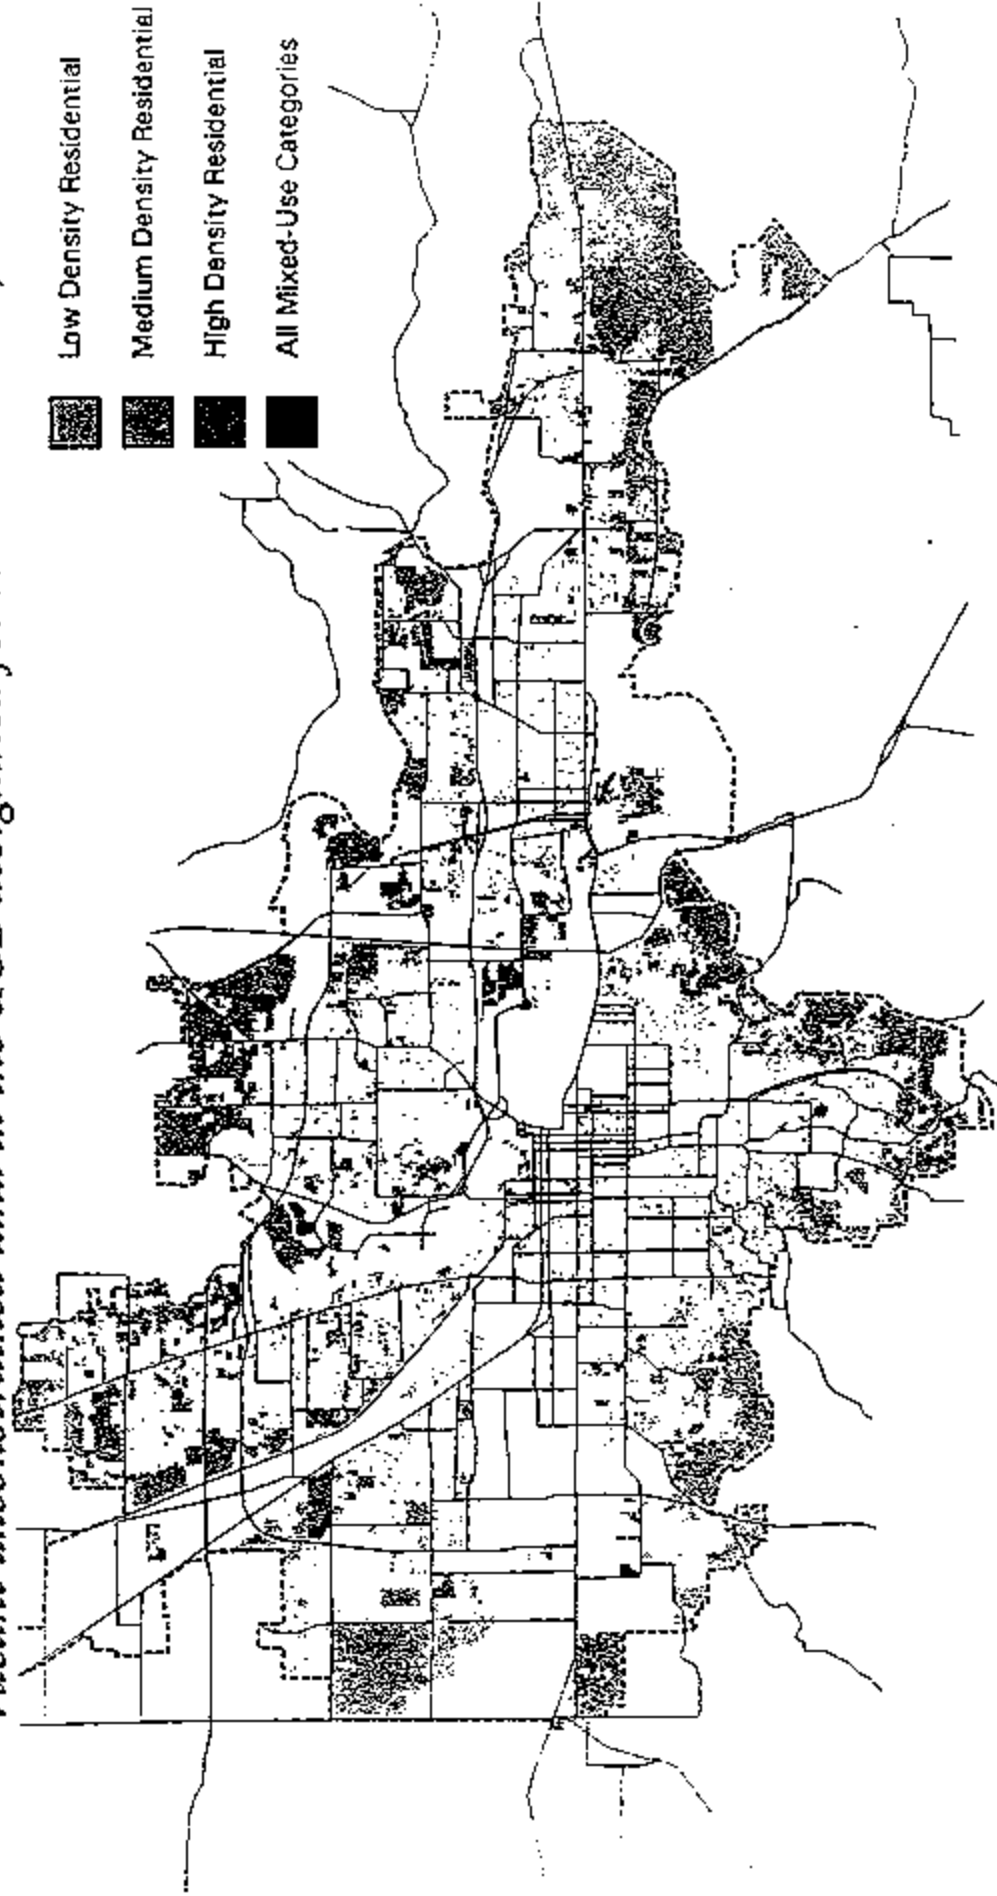 Low Density Residential
Medium Density Residential
High Density Residential
All Mixed-Use Categories